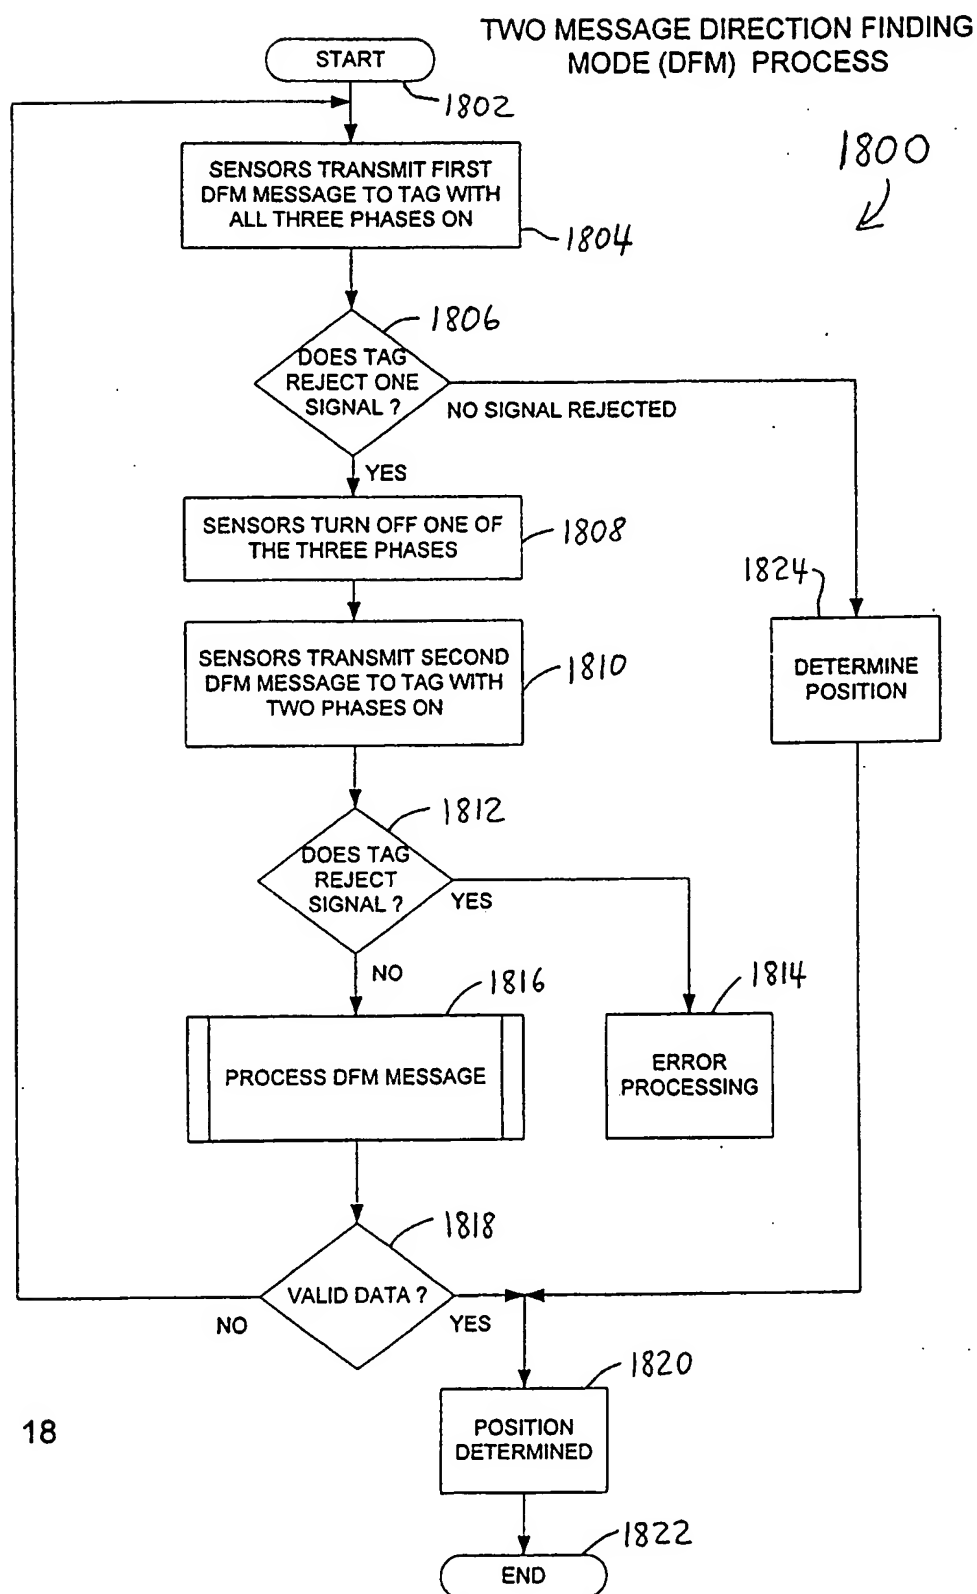 TWO MESSAGE DIRECTION FINDING
MODE (DFM) PROCESS
START
1802
1800
SENSORS TRANSMIT FIRST
DFM MESSAGE TO TAG WITH
ALL THREE PHASES ON
1804
1806
DOES TAG
REJECT ONE
SIGNAL ?
NO SIGNAL REJECTED
YES
SENSORS TURN OFF ONE OF
THE THREE PHASES
1808
1824
DETERMINE
POSITION
SENSORS TRANSMIT SECOND
DFM MESSAGE TO TAG WITH
TWO PHASES ON
1810
1812
DOES TAG
REJECT
SIGNAL ?
YES
NO
1816
PROCESS DFM MESSAGE
1814
ERROR
PROCESSING
1818
VALID DATA ?
NO
YES
1820
POSITION
DETERMINED
18
1822
END